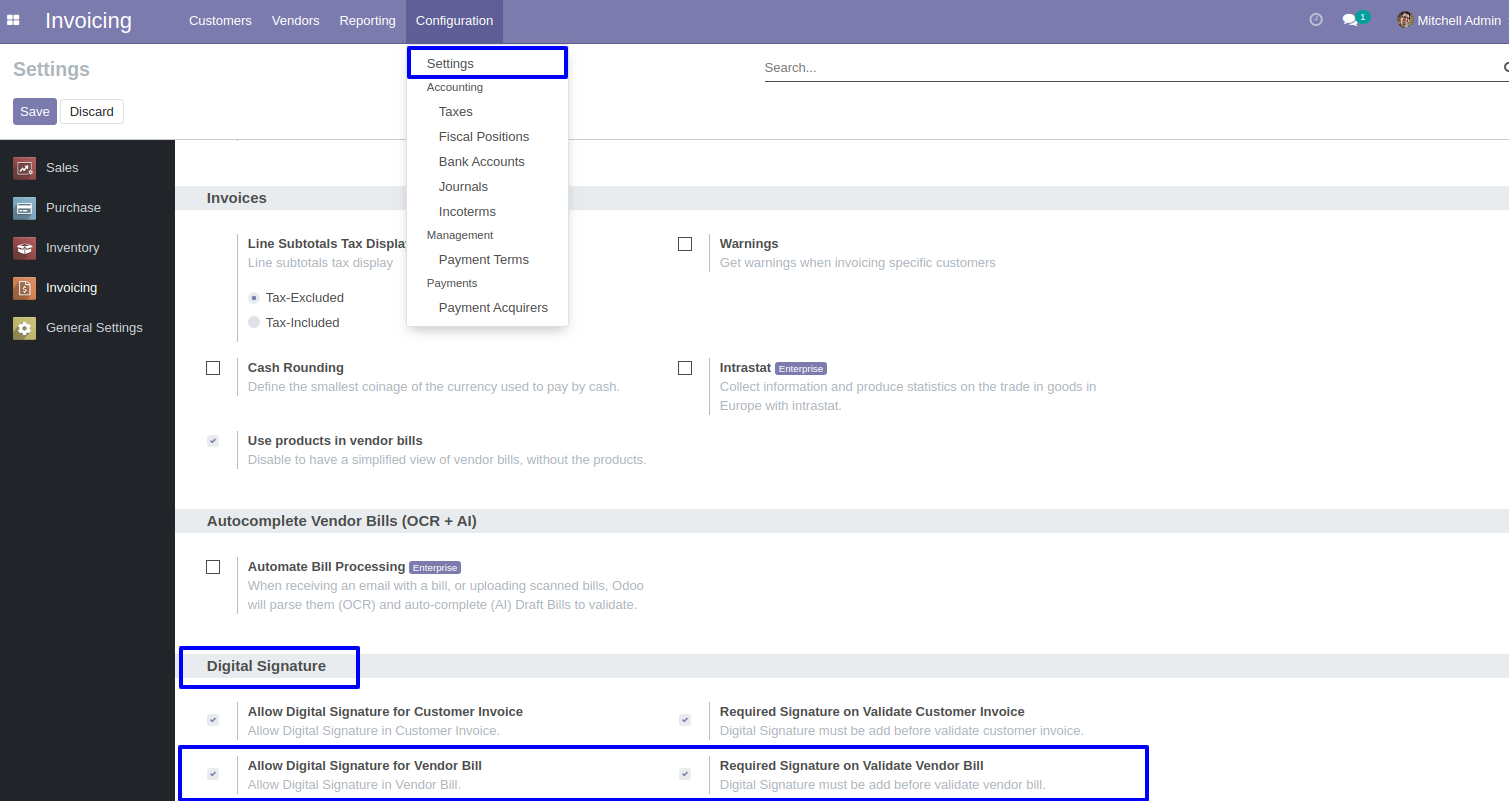 Invoicing
Customers
Vendors
Reporting
Configuration
1
Mitchell Admin
Settings
Search...
Save
Discard
Settings
Accounting
Taxes
Fiscal Positions
Bank Accounts
Journals
Incoterms
Management
Payment Terms
Payments
Payment Acquirers
Sales
Purchase
Inventory
Invoicing
General Settings
Invoices
Line Subtotals Tax Displa
Line subtotals tax display
Tax-Excluded
Tax-Included
Warnings
Get warnings when invoicing specific customers
Cash Rounding
Define the smallest coinage of the currency used to pay by cash.
Intrastat Enterprise
Collect information and produce statistics on the trade in goods in
Europe with intrastat.
Use products in vendor bills
Disable to have a simplified view of vendor bills, without the products.
Autocomplete Vendor Bills (OCR + AI)
Automate Bill Processing Enterprise
When receiving an email with a bill, or uploading scanned bills, Odoo
will parse them (OCR) and auto-complete (AI) Draft Bills to validate.
Digital Signature
Allow Digital Signature for Customer Invoice
Allow Digital Signature in Customer Invoice.
Required Signature on Validate Customer Invoice
Digital Signature must be add before validate customer invoice.
Allow Digital Signature for Vendor Bill
Allow Digital Signature in Vendor Bill.
Required Signature on Validate Vendor Bill
Digital Signature must be add before validate vendor bill.